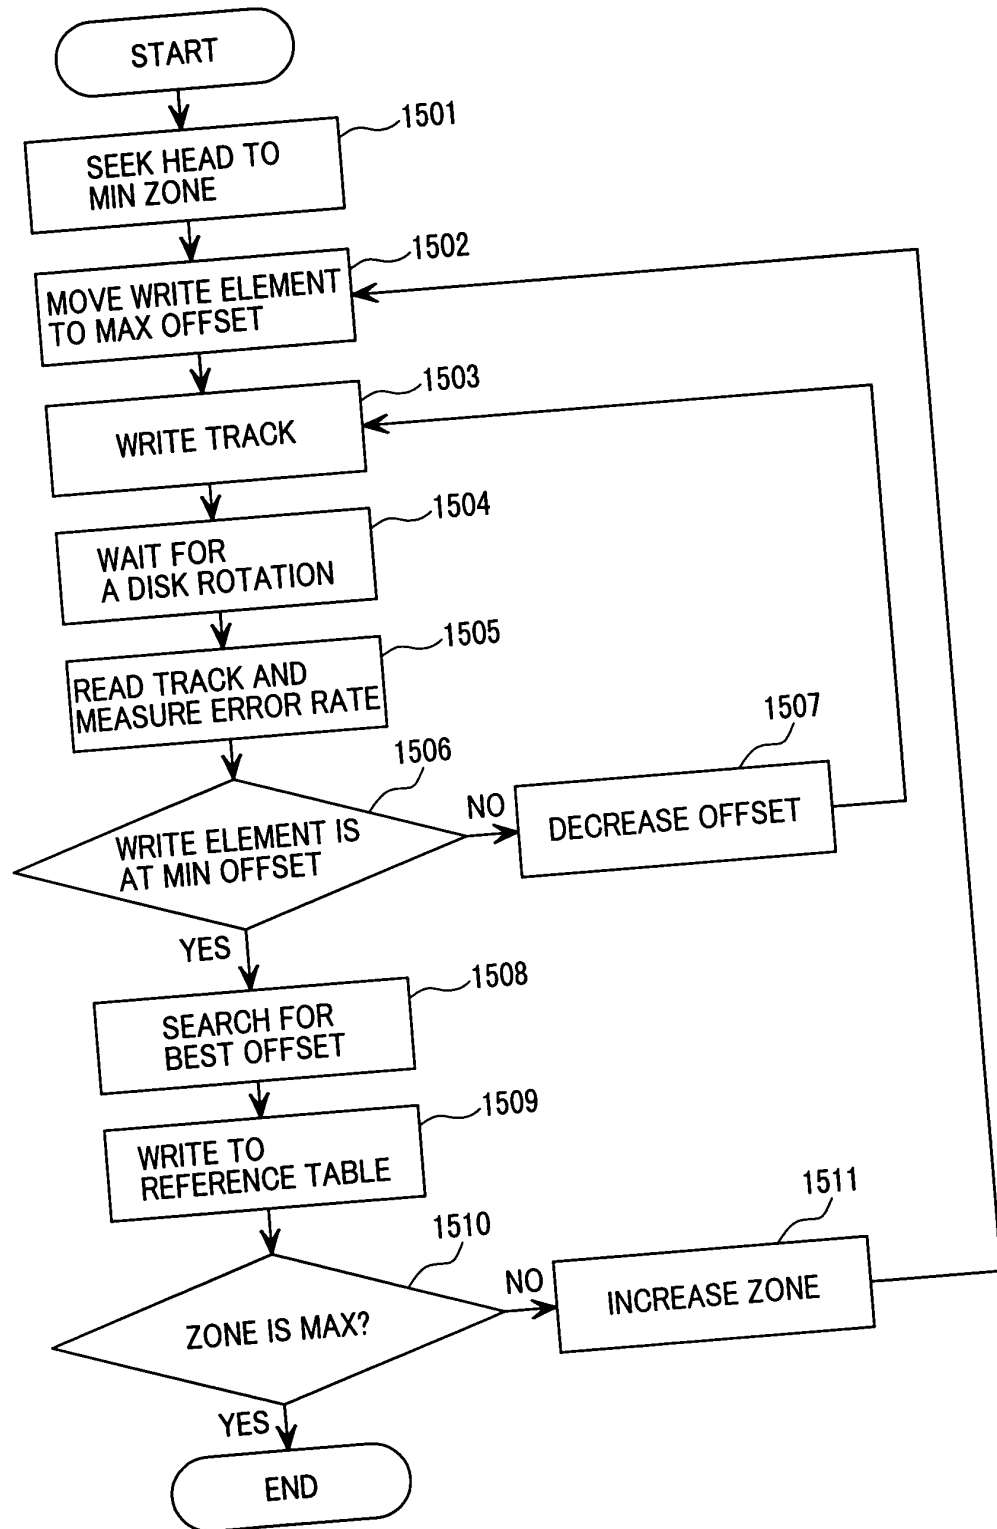 START
1501
SEEK HEAD TO
MIN ZONE
1502
MOVE WRITE ELEMENT
TO MAX OFFSET
1503
WRITE TRACK
1504
WAIT FOR
A DISK ROTATION
1505
READ TRACK AND
MEASURE ERROR RATE
1506
WRITE ELEMENT IS
AT MIN OFFSET
NO
1507
DECREASE OFFSET
YES
1508
SEARCH FOR
BEST OFFSET
1509
WRITE TO
REFERENCE TABLE
1510
ZONE IS MAX?
NO
1511
INCREASE ZONE
YES
END